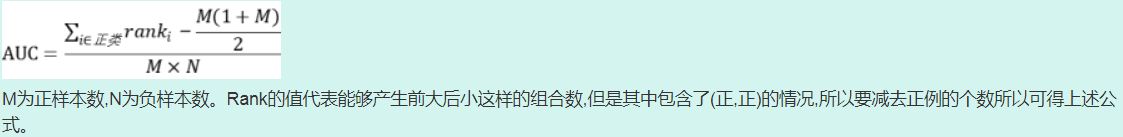 AUC = (∑i∈正类 rankᵢ − M(1 + M)/2) / (M × N)
M为正样本数,N为负样本数。Rank的值代表能够产生前大后小这样的组合数,但是其中包含了(正,正)的情况,所以要减去正例的个数所以可得上述公
式。